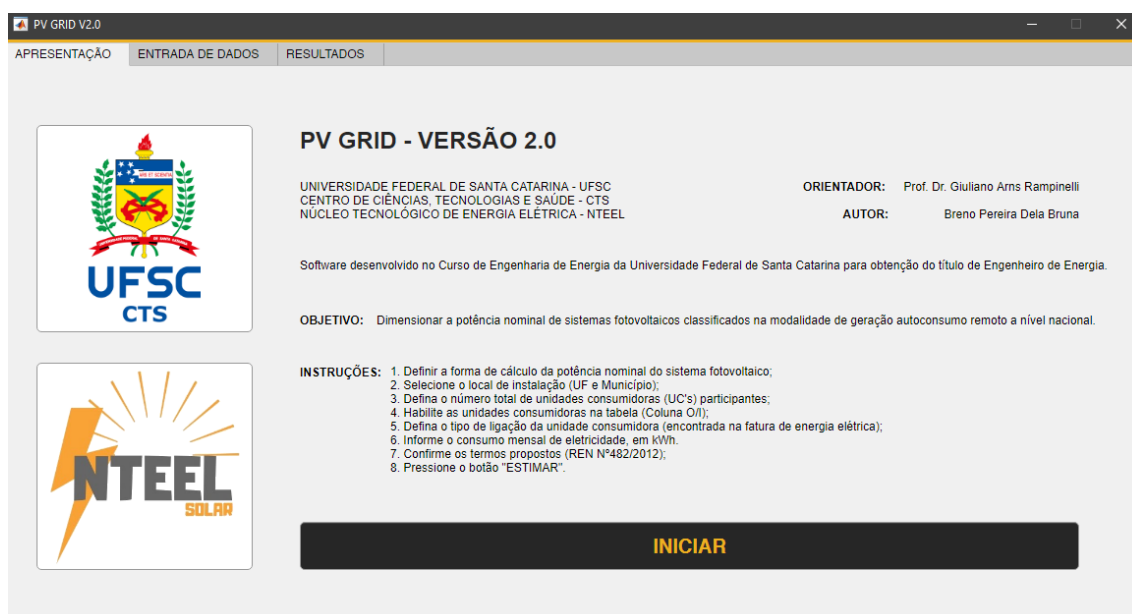 PV GRID V2.0
APRESENTAÇÃO ENTRADA DE DADOS RESULTADOS
UFSC
CTS
NTEEL
SOLAR
PV GRID - VERSÃO 2.0
UNIVERSIDADE FEDERAL DE SANTA CATARINA - UFSC
CENTRO DE CIÊNCIAS, TECNOLOGIAS E SAÚDE - CTS
NÚCLEO TECNOLÓGICO DE ENERGIA ELÉTRICA - NTEEL
ORIENTADOR: Prof. Dr. Giuliano Arns Rampinelli
AUTOR: Breno Pereira Dela Bruna
Software desenvolvido no Curso de Engenharia de Energia da Universidade Federal de Santa Catarina para obtenção do título de Engenheiro de Energia.
OBJETIVO: Dimensionar a potência nominal de sistemas fotovoltaicos classificados na modalidade de geração autoconsumo remoto a nível nacional.
INSTRUÇÕES: 1. Definir a forma de cálculo da potência nominal do sistema fotovoltaico;
2. Selecione o local de instalação (UF e Município);
3. Defina o número total de unidades consumidoras (UC's) participantes;
4. Habilite as unidades consumidoras na tabela (Coluna O/I);
5. Defina o tipo de ligação da unidade consumidora (encontrada na fatura de energia elétrica);
6. Informe o consumo mensal de eletricidade, em kWh.
7. Confirme os termos propostos (REN Nº482/2012);
8. Pressione o botão "ESTIMAR".
INICIAR